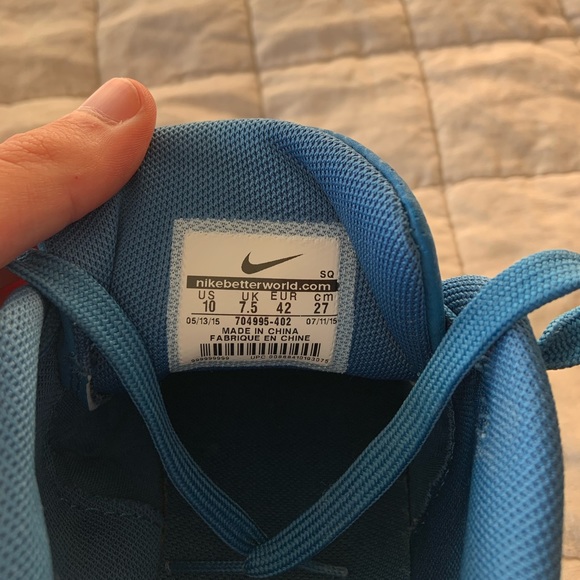 SQ
nikebetterworld.com
US UK EUR cm
10 7.5 42 27
05/13/15 704995-402 07/11/15
MADE IN CHINA
FABRIQUE EN CHINE
UPC